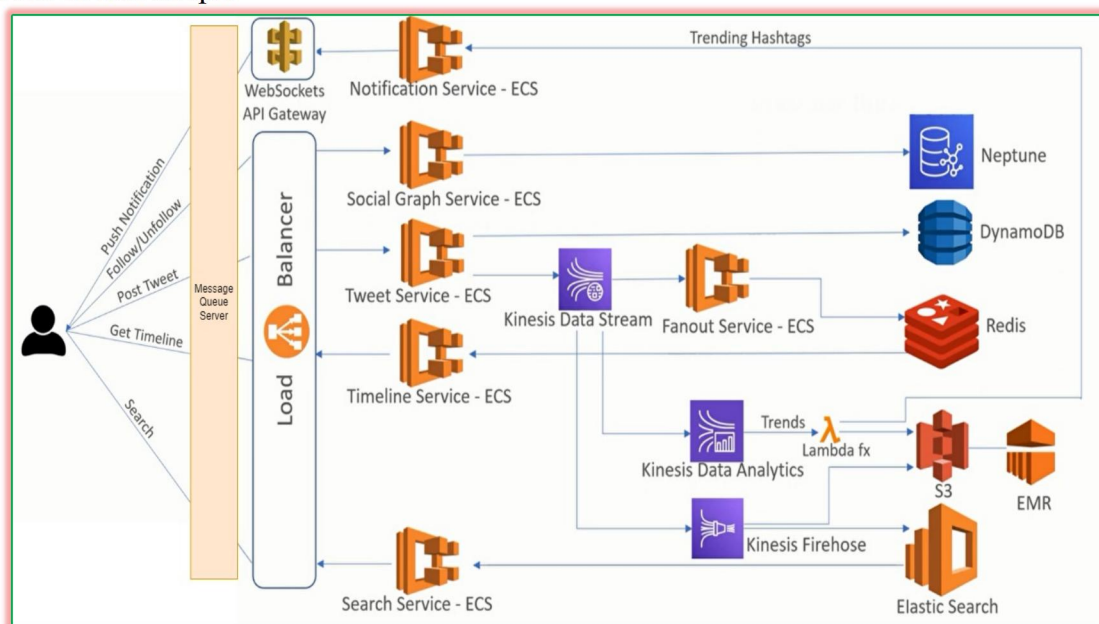 Trending Hashtags
WebSockets
API Gateway
Notification Service - ECS
Push Notification
Follow/Unfollow
Post Tweet
Get Timeline
Search
Message
Queue
Server
Load Balancer
Social Graph Service - ECS
Neptune
Tweet Service - ECS
DynamoDB
Kinesis Data Stream
Fanout Service - ECS
Redis
Timeline Service - ECS
Kinesis Data Analytics
Trends
Lambda fx
S3
EMR
Kinesis Firehose
Search Service - ECS
Elastic Search